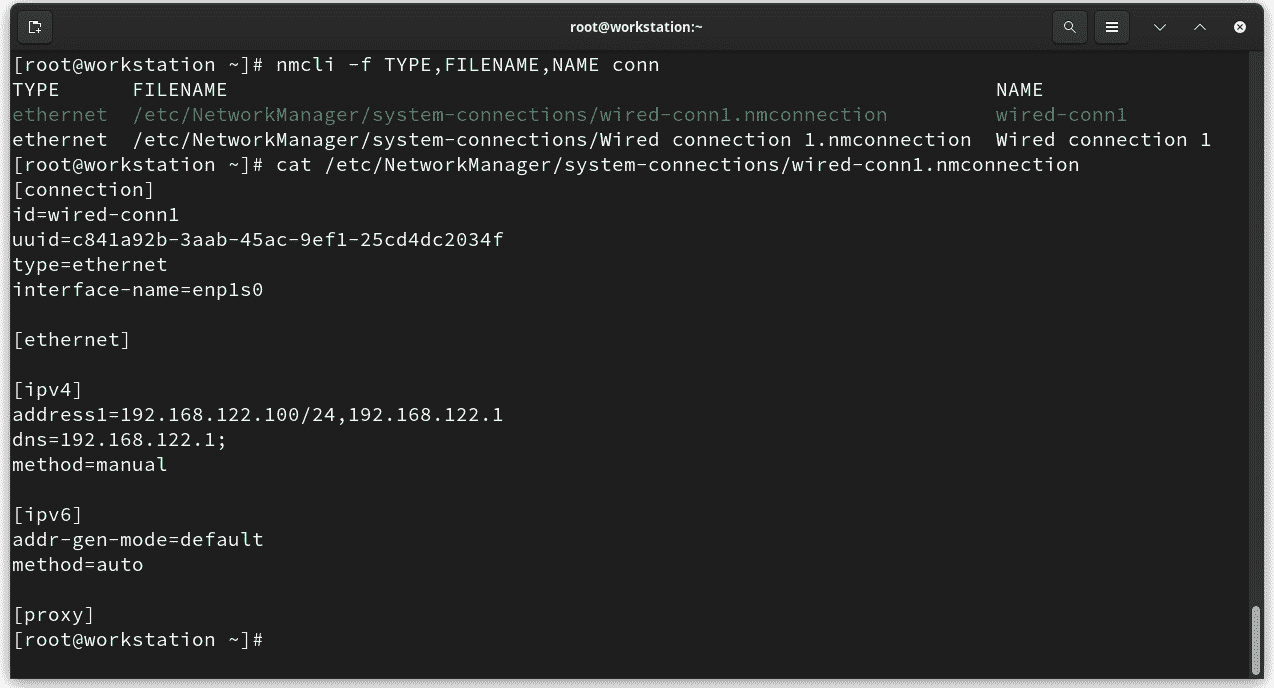 root@workstation:~
[root@workstation ~]# nmcli -f TYPE,FILENAME,NAME conn
TYPE      FILENAME                                                                NAME
ethernet  /etc/NetworkManager/system-connections/wired-conn1.nmconnection         wired-conn1
ethernet  /etc/NetworkManager/system-connections/Wired connection 1.nmconnection  Wired connection 1
[root@workstation ~]# cat /etc/NetworkManager/system-connections/wired-conn1.nmconnection
[connection]
id=wired-conn1
uuid=c841a92b-3aab-45ac-9ef1-25cd4dc2034f
type=ethernet
interface-name=enp1s0

[ethernet]

[ipv4]
address1=192.168.122.100/24,192.168.122.1
dns=192.168.122.1;
method=manual

[ipv6]
addr-gen-mode=default
method=auto

[proxy]
[root@workstation ~]#